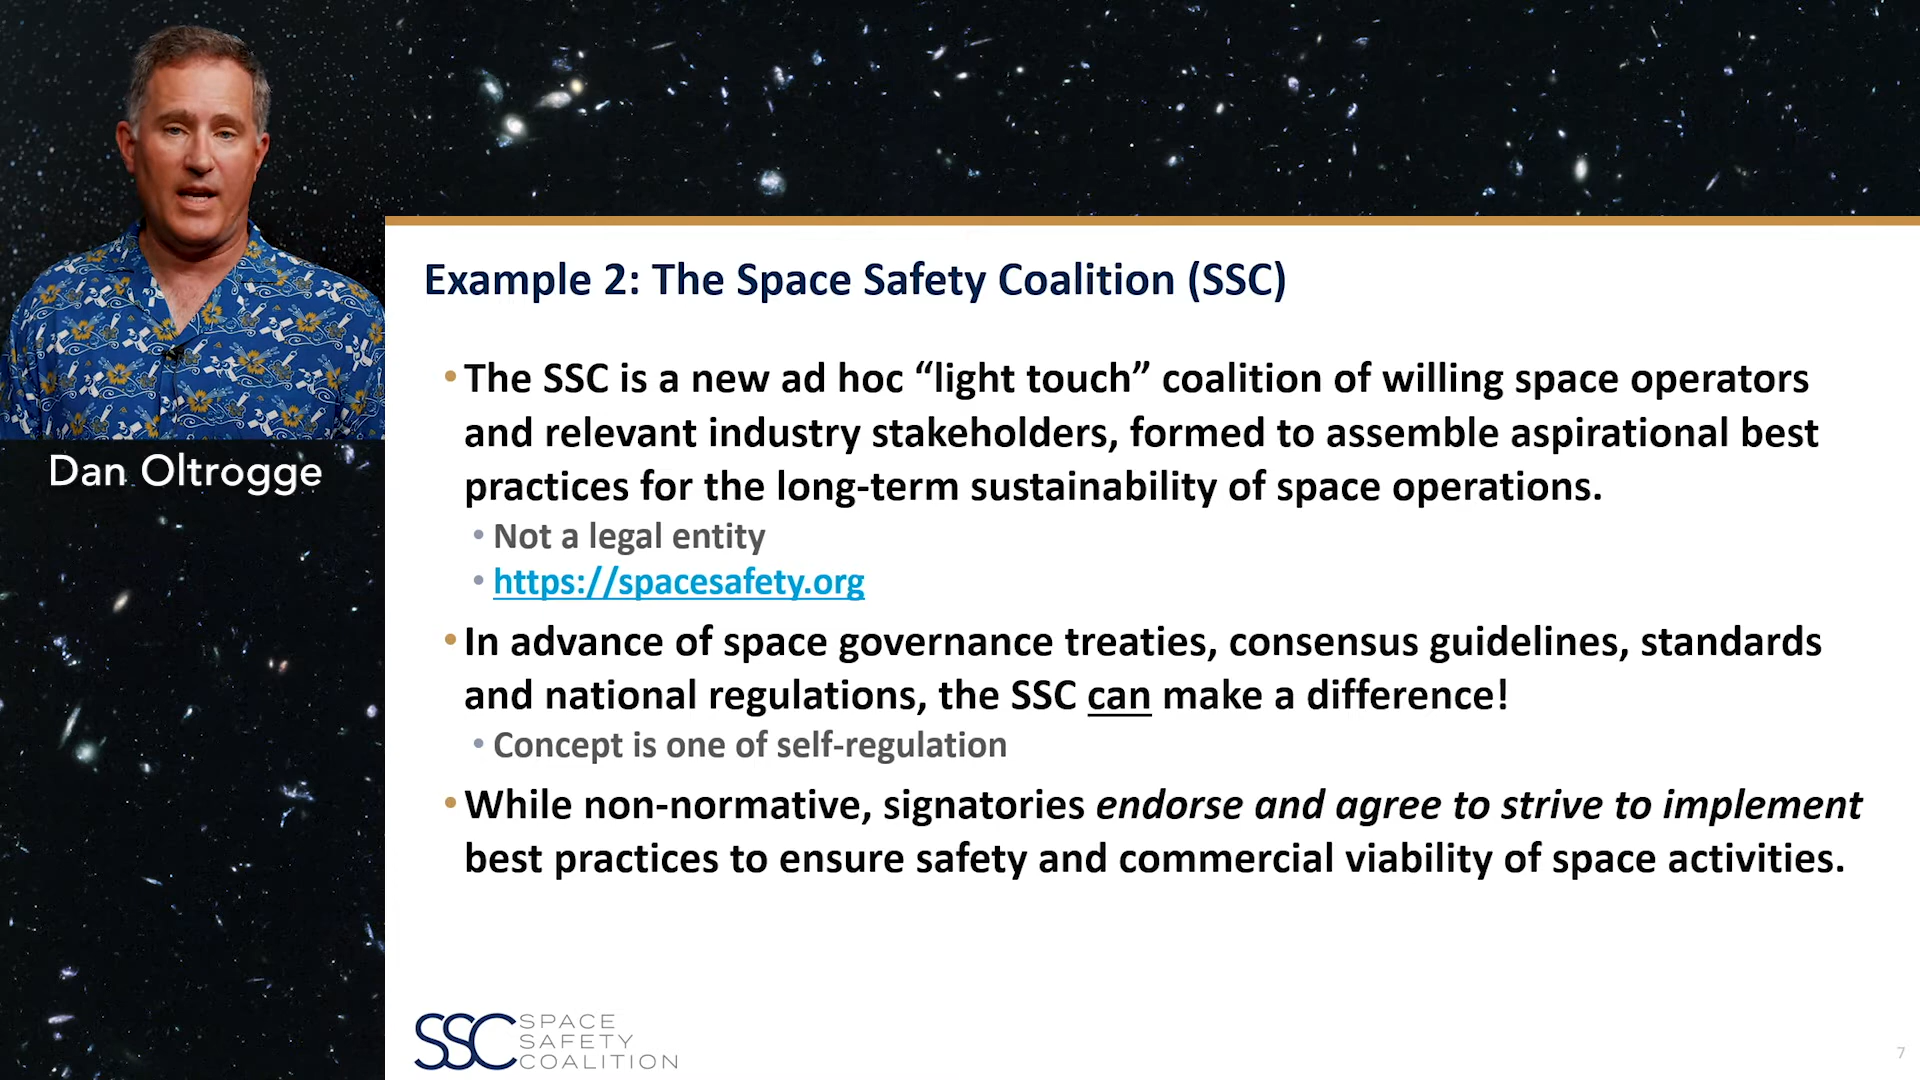 Dan Oltrogge
Example 2: The Space Safety Coalition (SSC)
• The SSC is a new ad hoc “light touch” coalition of willing space operators
and relevant industry stakeholders, formed to assemble aspirational best
practices for the long-term sustainability of space operations.
• Not a legal entity
• https://spacesafety.org
• In advance of space governance treaties, consensus guidelines, standards
and national regulations, the SSC can make a difference!
• Concept is one of self-regulation
• While non-normative, signatories endorse and agree to strive to implement
best practices to ensure safety and commercial viability of space activities.
SSC
SPACE
SAFETY
COALITION
7